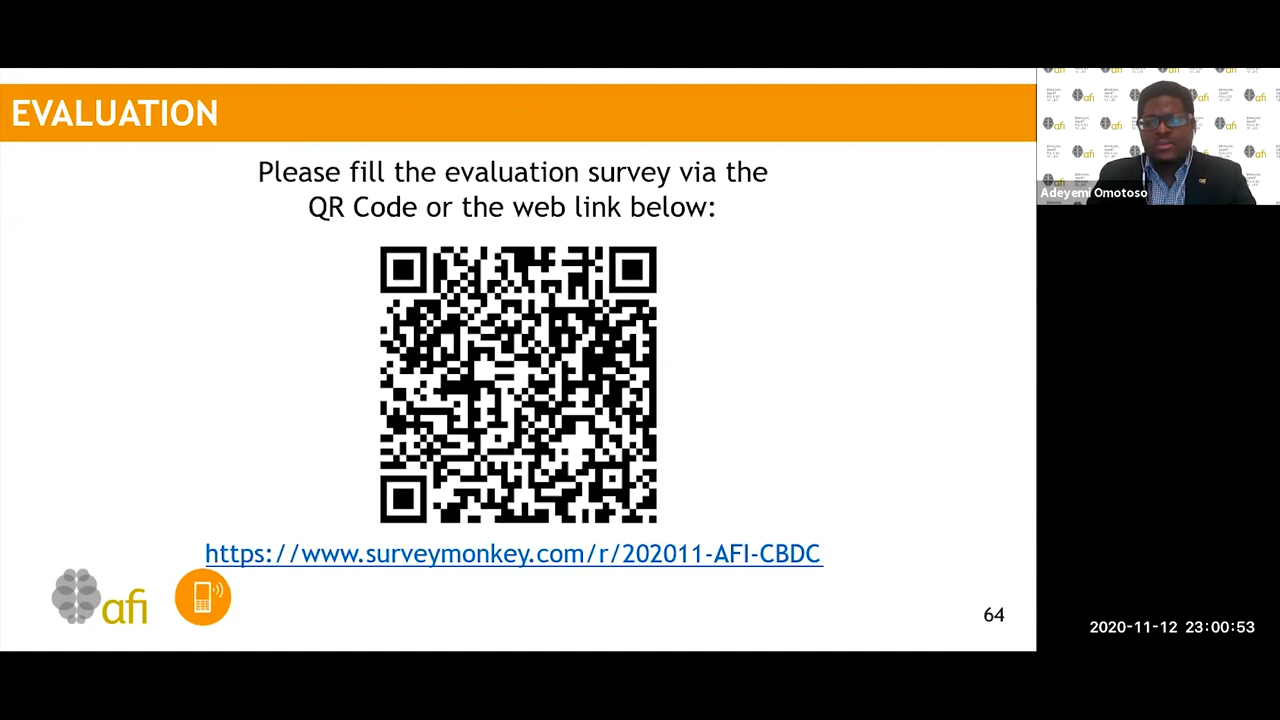 EVALUATION
Please fill the evaluation survey via the
QR Code or the web link below:
https://www.surveymonkey.com/r/202011-AFI-CBDC
afi
64
afi
Adeyemi Omotoso
2020-11-12 23:00:53